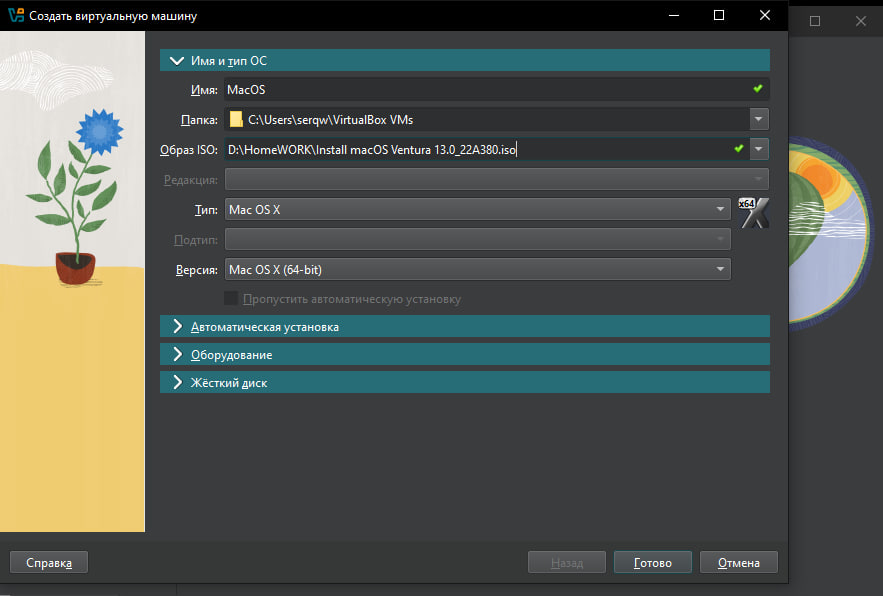 Создать виртуальную машину
Имя и тип ОС
Имя: MacOS
Папка: C:\Users\serqw\VirtualBox VMs
Образ ISO: D:\HomeWORK\Install macOS Ventura 13.0_22A380.iso
Редакция:
Тип: Mac OS X
x64
Подтип:
Версия: Mac OS X (64-bit)
Пропустить автоматическую установку
Автоматическая установка
Оборудование
Жёсткий диск
Справка Назад Готово Отмена